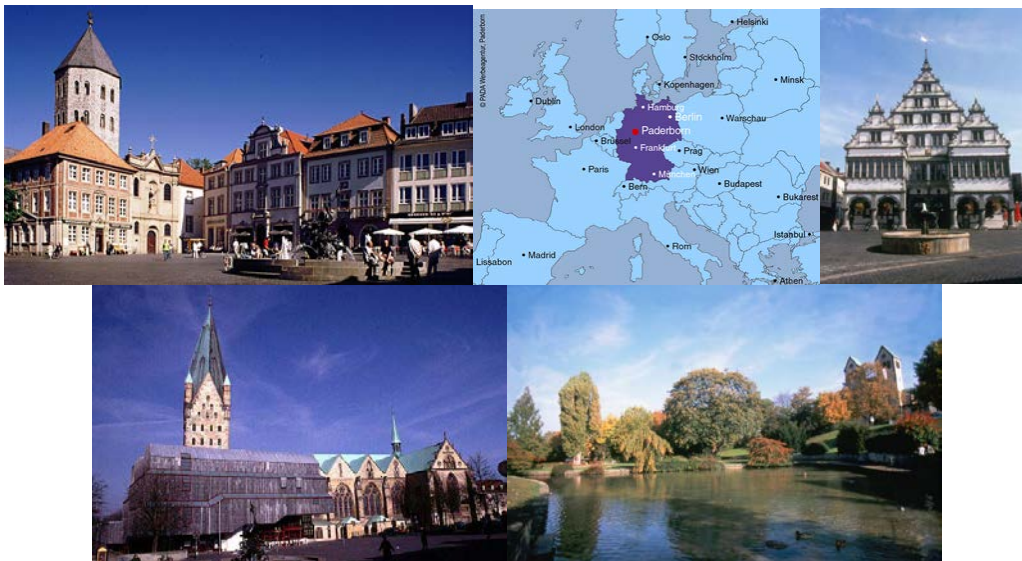 © PADA Werbeagentur, Paderborn
Helsinki
Oslo
Stockholm
Minsk
Kopenhagen
Dublin
Hamburg
Berlin
Warschau
London
Paderborn
Brüssel
Frankfurt
Prag
Paris
München
Wien
Bern
Budapest
Bukarest
Istanbul
Rom
Madrid
Lissabon
Athen